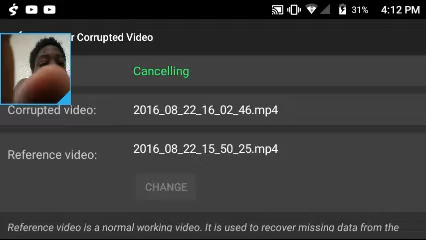 31%
4:12 PM
r Corrupted Video
Cancelling
Corrupted video:
2016_08_22_16_02_46.mp4
Reference video:
2016_08_22_15_50_25.mp4
CHANGE
Reference video is a normal working video. It is used to recover missing data from the